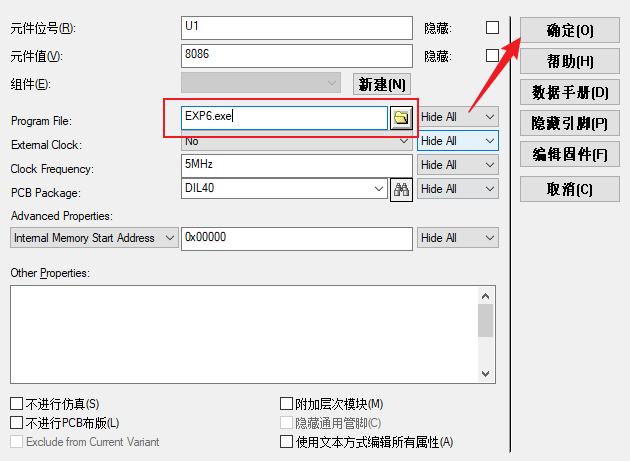 元件位号(R): U1 隐藏: 确定(O)
元件值(V): 8086 隐藏: 帮助(H)
组件(E): 新建(N) 数据手册(D)
Program File: EXP6.exe Hide All 隐藏引脚(P)
External Clock: No Hide All 编辑固件(F)
Clock Frequency: 5MHz Hide All
PCB Package: DIL40 Hide All 取消(C)
Advanced Properties:
Internal Memory Start Address 0x00000 Hide All
Other Properties:
不进行仿真(S) 附加层次模块(M)
不进行PCB布版(L) 隐藏通用管脚(C)
Exclude from Current Variant 使用文本方式编辑所有属性(A)